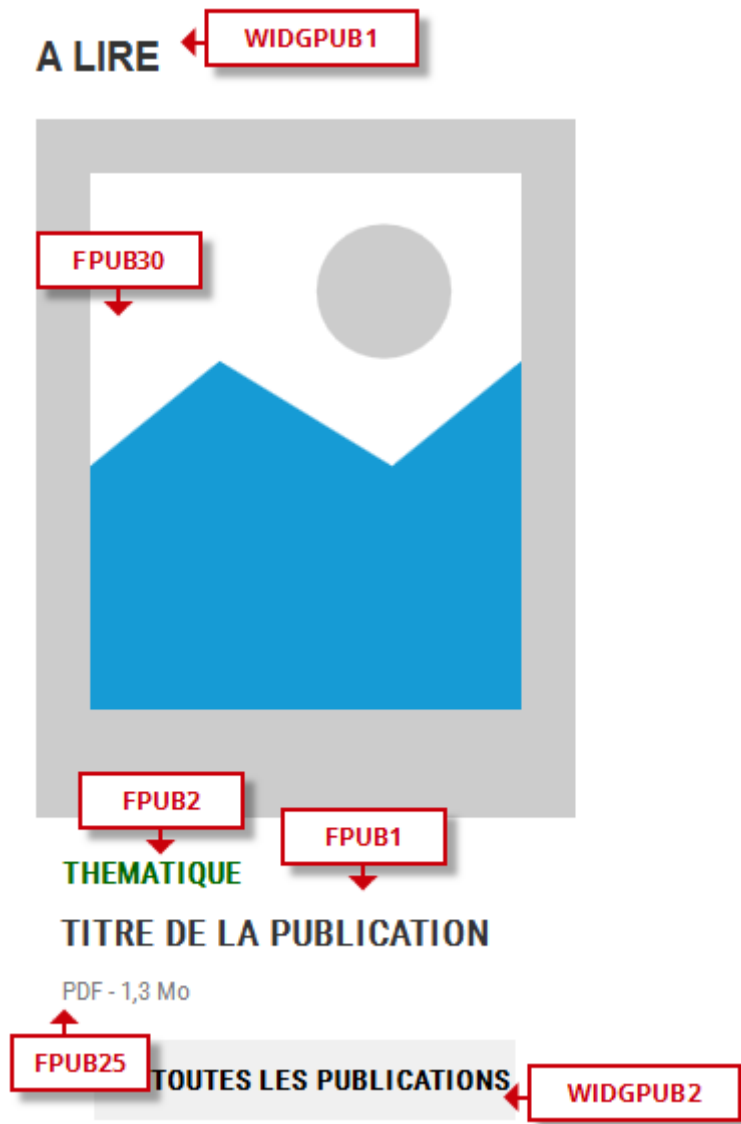 A LIRE
WIDGPUB1
FPUB30
FPUB2
FPUB1
THEMATIQUE
TITRE DE LA PUBLICATION
PDF - 1,3 Mo
FPUB25
TOUTES LES PUBLICATIONS
WIDGPUB2